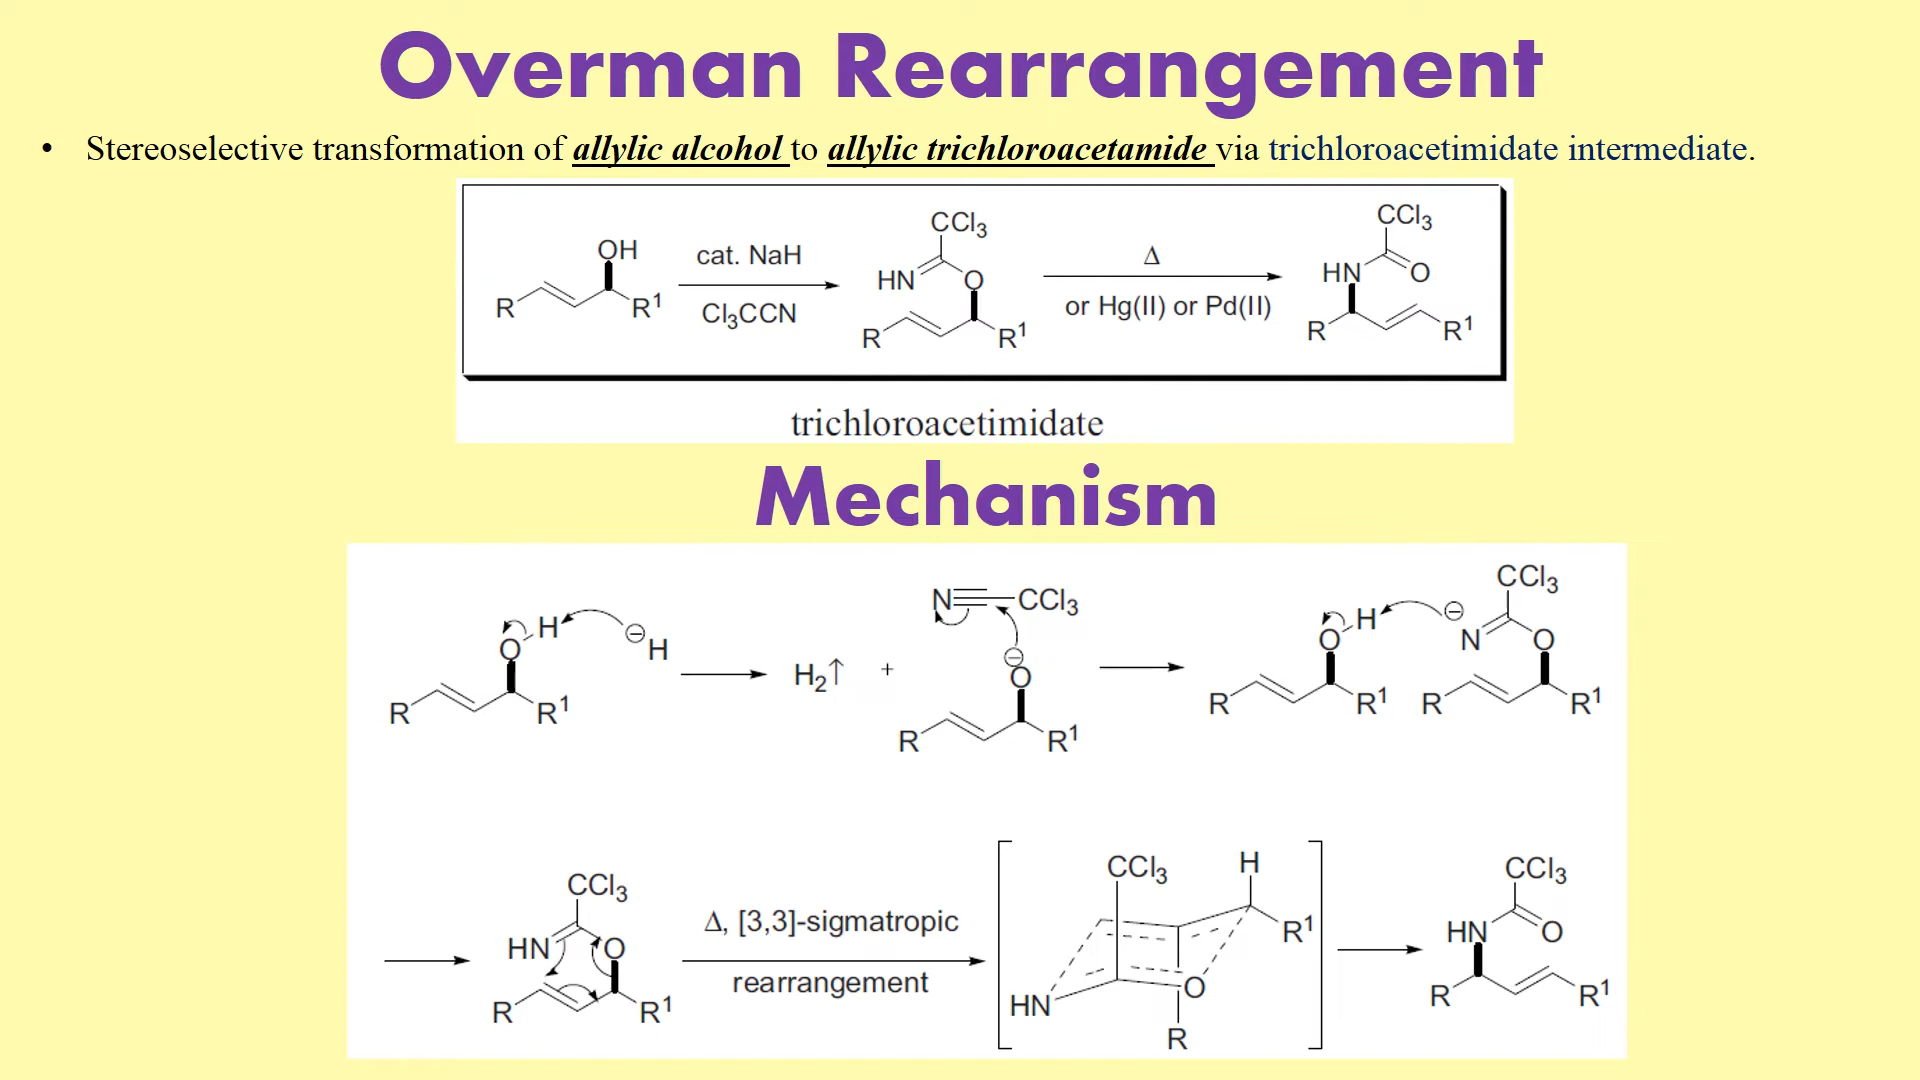 Overman Rearrangement
• Stereoselective transformation of allylic alcohol to allylic trichloroacetamide via trichloroacetimidate intermediate.
OH
R R¹
cat. NaH
Cl₃CCN
CCl₃
HN O
R R¹
Δ
or Hg(II) or Pd(II)
CCl₃
HN O
R R¹
trichloroacetimidate
Mechanism
O H ⊖ H
R R¹
H₂↑ +
N CCl₃
⊖
O
R R¹
O H
R R¹
CCl₃
⊖ N O
R R¹
CCl₃
HN O
R R¹
Δ, [3,3]-sigmatropic
rearrangement
CCl₃ H
R¹
HN O
R
CCl₃
HN O
R R¹